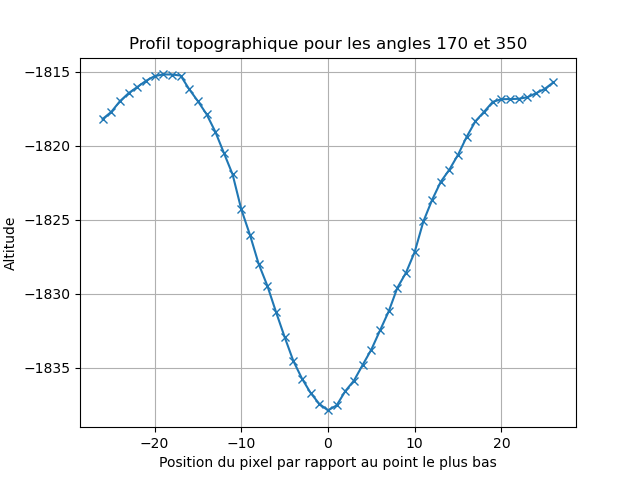 Profil topographique pour les angles 170 et 350
−1815
−1820
−1825
−1830
−1835
Altitude
−20 −10 0 10 20
Position du pixel par rapport au point le plus bas